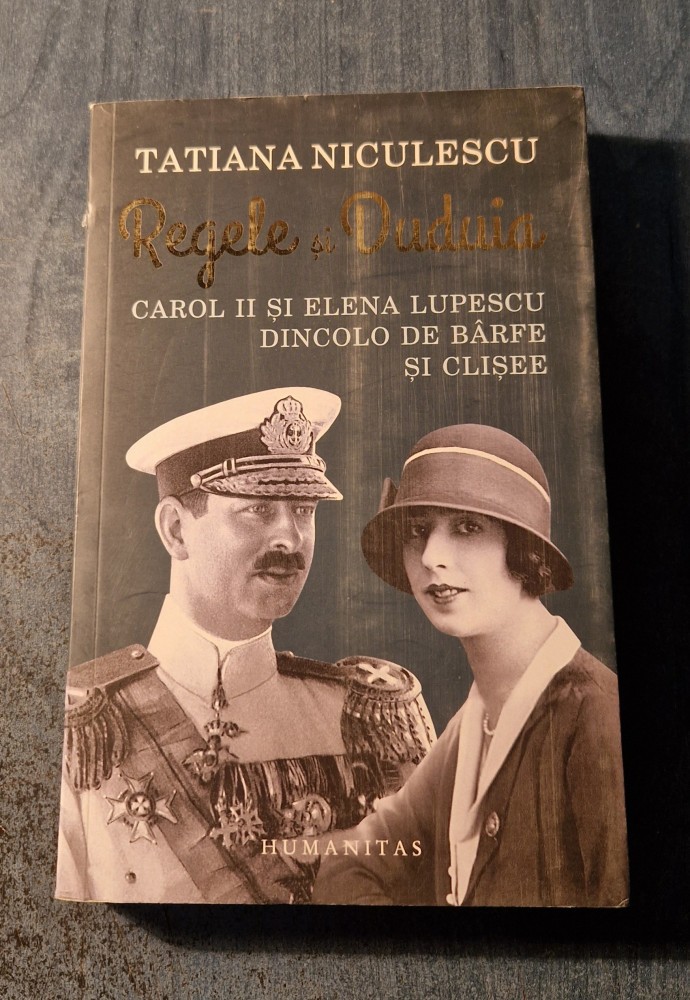 TATIANA NICULESCU
Regele și Duduia
CAROL II ȘI ELENA LUPESCU
DINCOLO DE BÂRFE
ȘI CLIȘEE
HUMANITAS